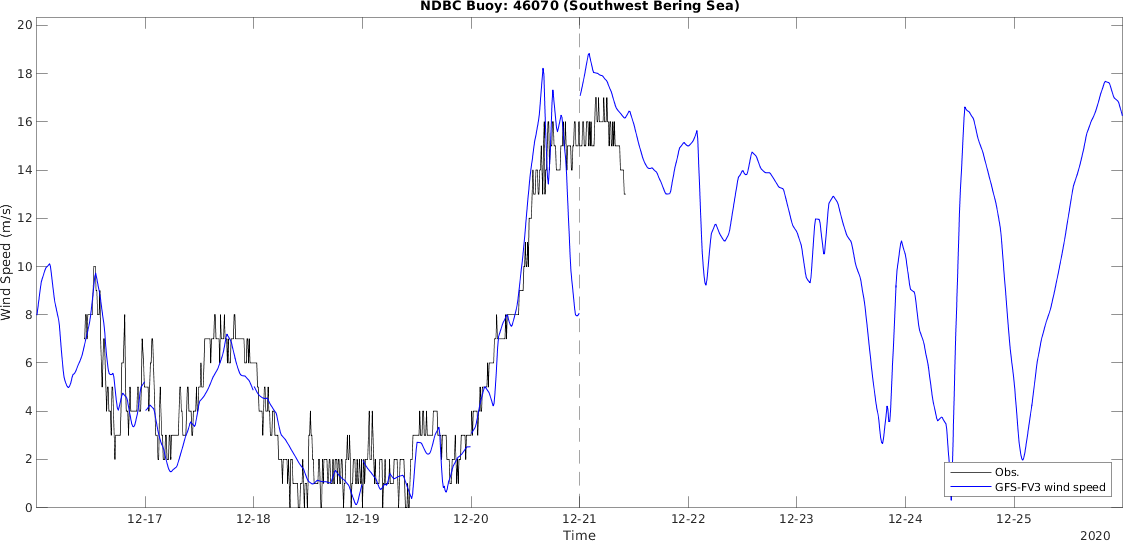 NDBC Buoy: 46070 (Southwest Bering Sea)
20
18
16
14
12
10
8
6
4
2
0
Wind Speed (m/s)
Obs.
GFS-FV3 wind speed
12-17 12-18 12-19 12-20 12-21 12-22 12-23 12-24 12-25
Time
2020